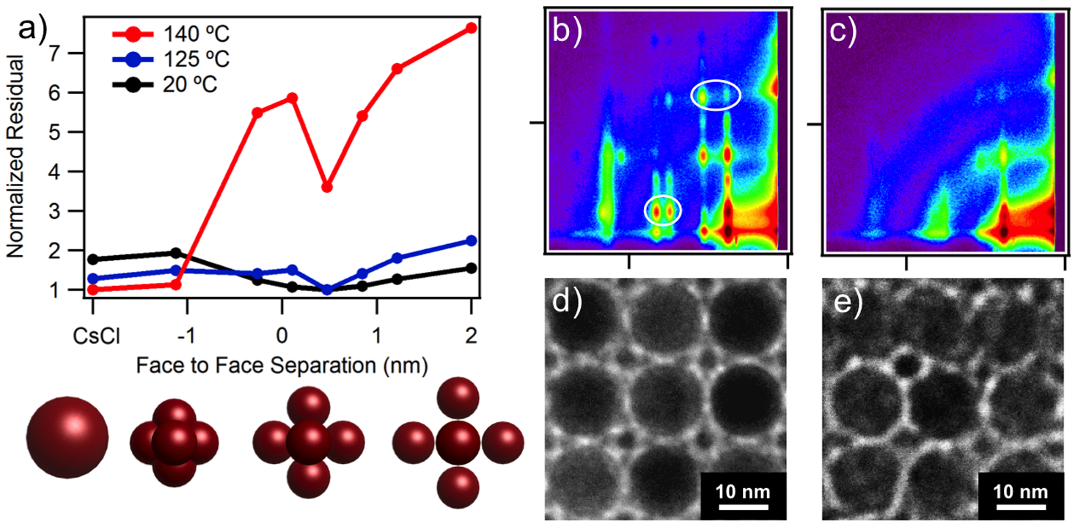 a)
140 ºC
125 ºC
20 ºC
Normalized Residual
7
6
5
4
3
2
1
CsCl
-1
0
1
2
Face to Face Separation (nm)
b)
c)
d)
10 nm
e)
10 nm